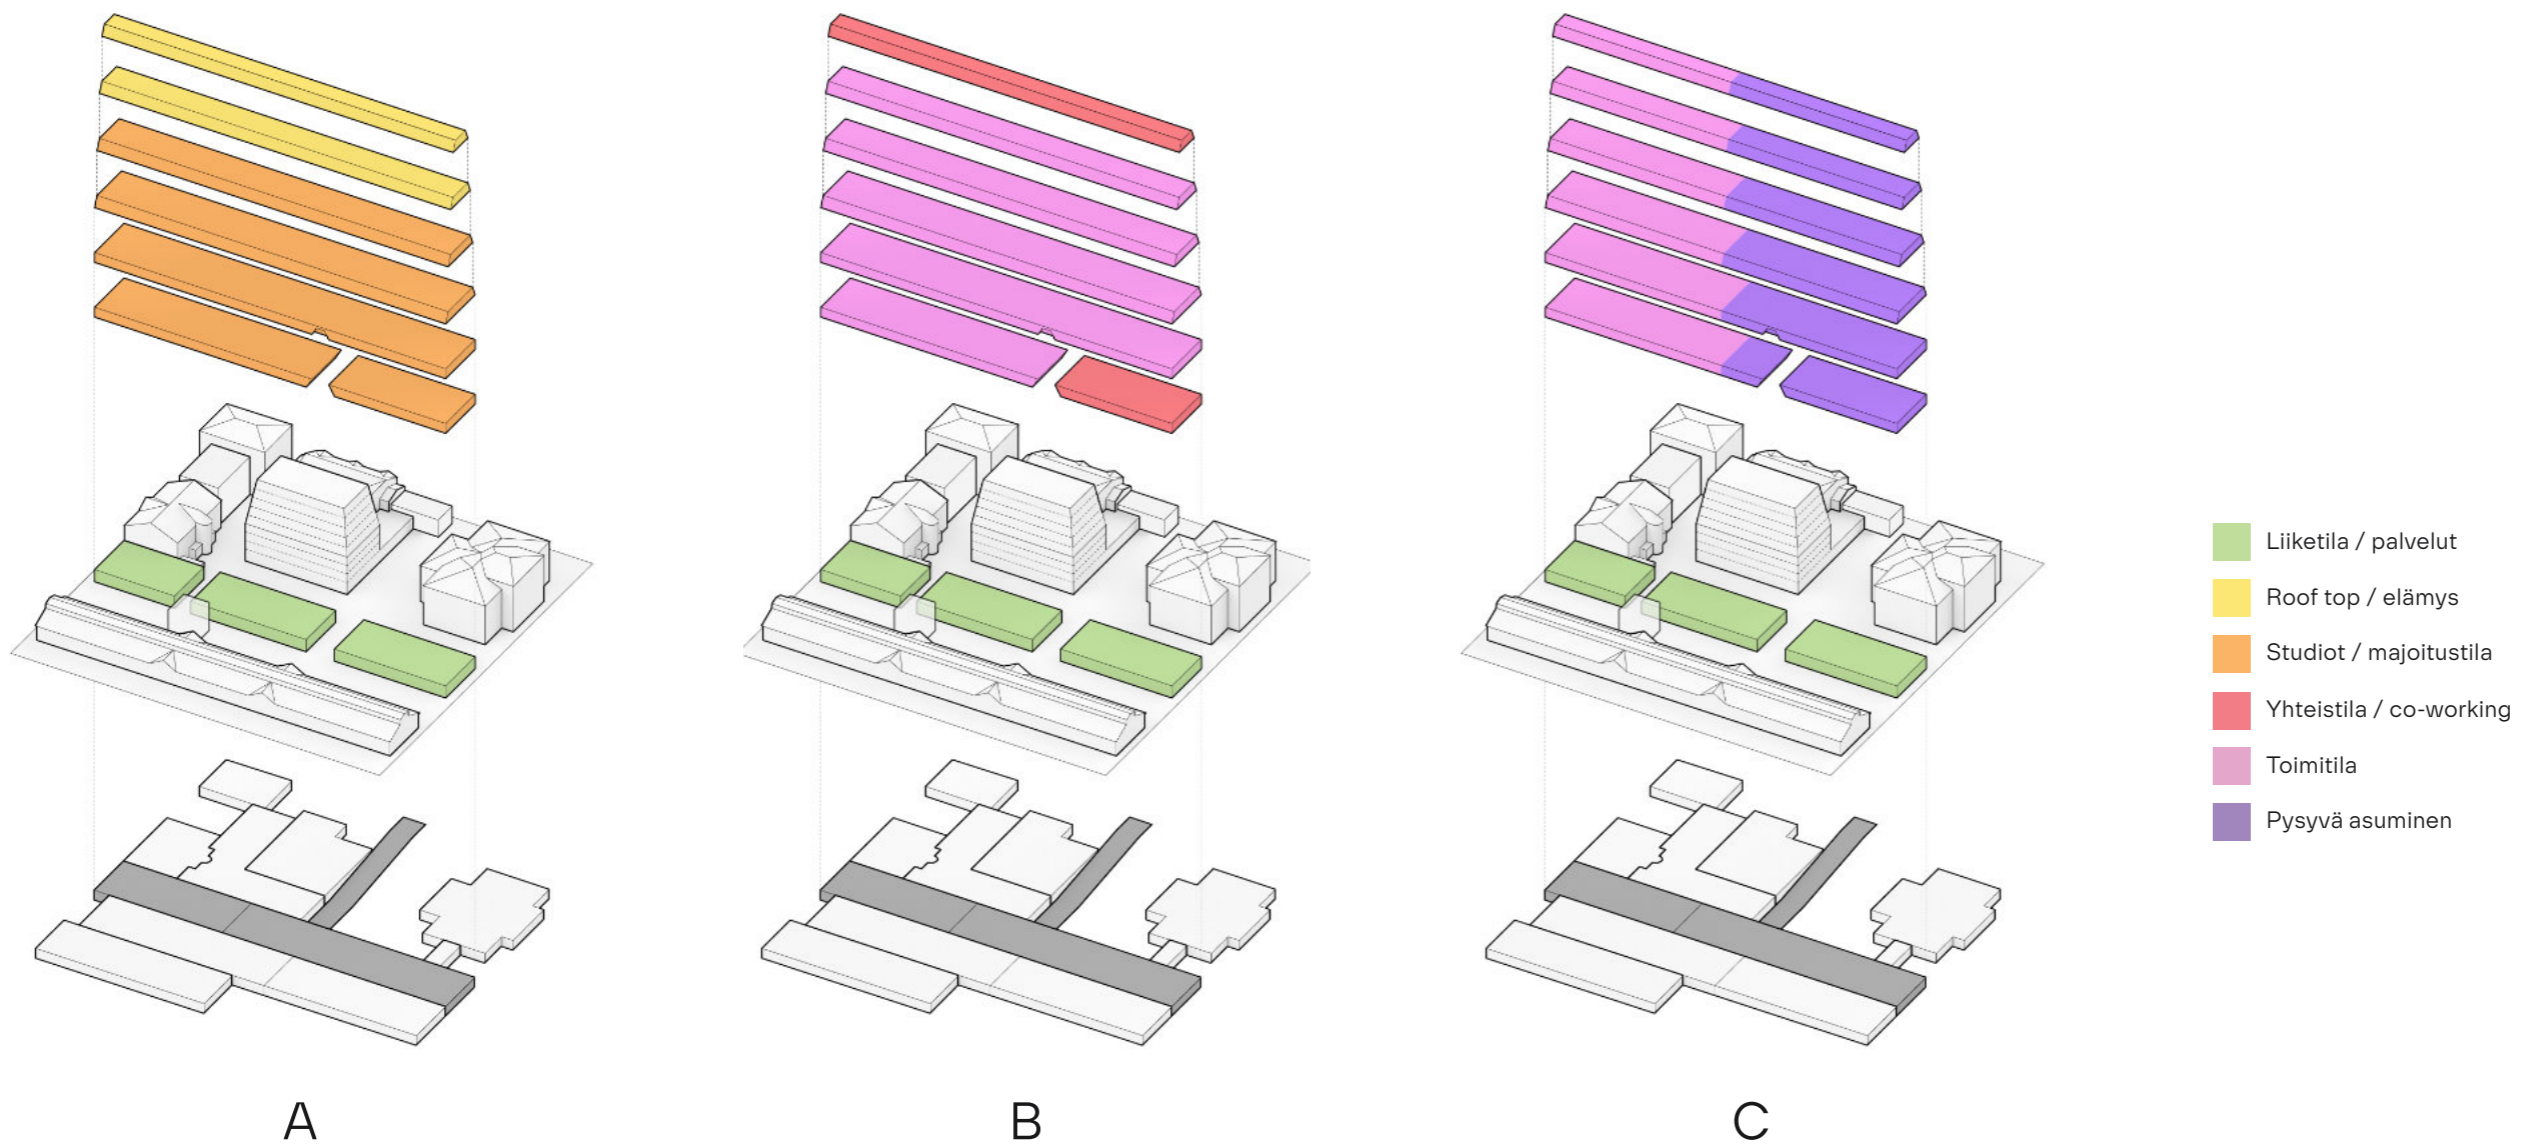 Liiketila / palvelut
Roof top / elämys
Studiot / majoitustila
Yhteistila / co-working
Toimitila
Pysyvä asuminen
A
B
C